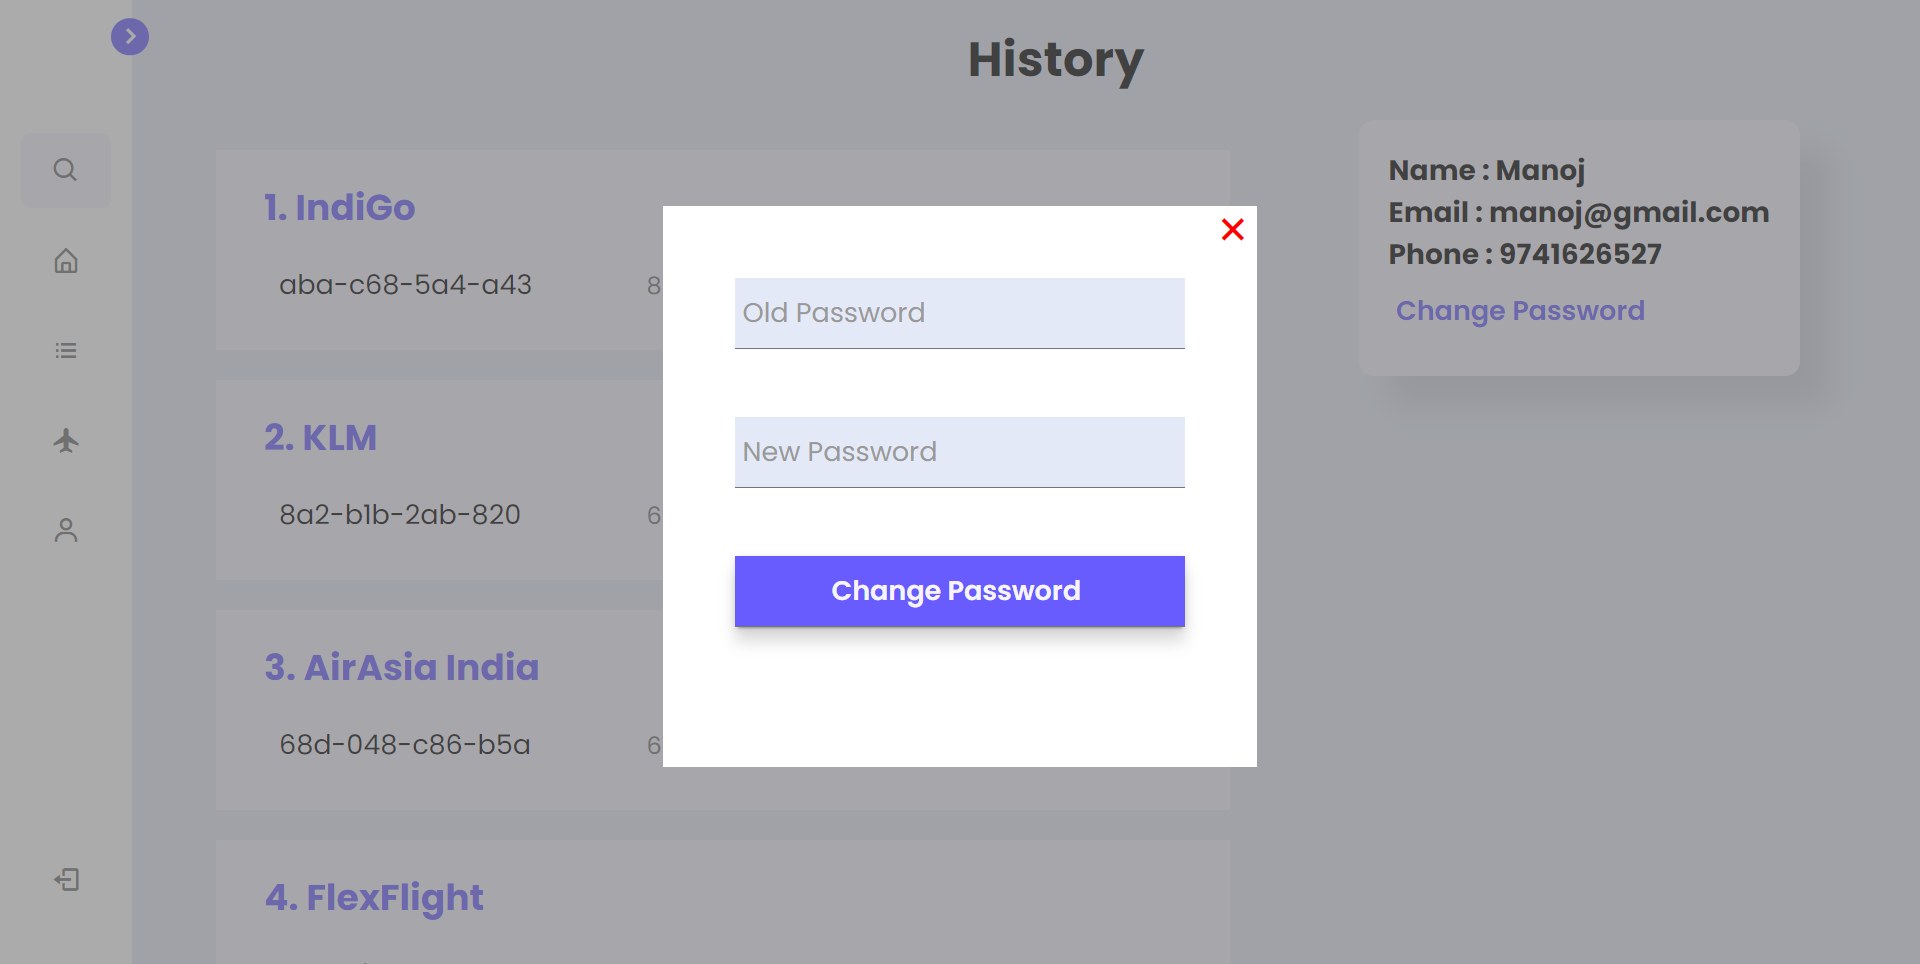 History
1. IndiGo
aba-c68-5a4-a43
8
2. KLM
8a2-b1b-2ab-820
6
3. AirAsia India
68d-048-c86-b5a
6
4. FlexFlight
Old Password
New Password
Change Password
Name : Manoj
Email : manoj@gmail.com
Phone : 9741626527
Change Password